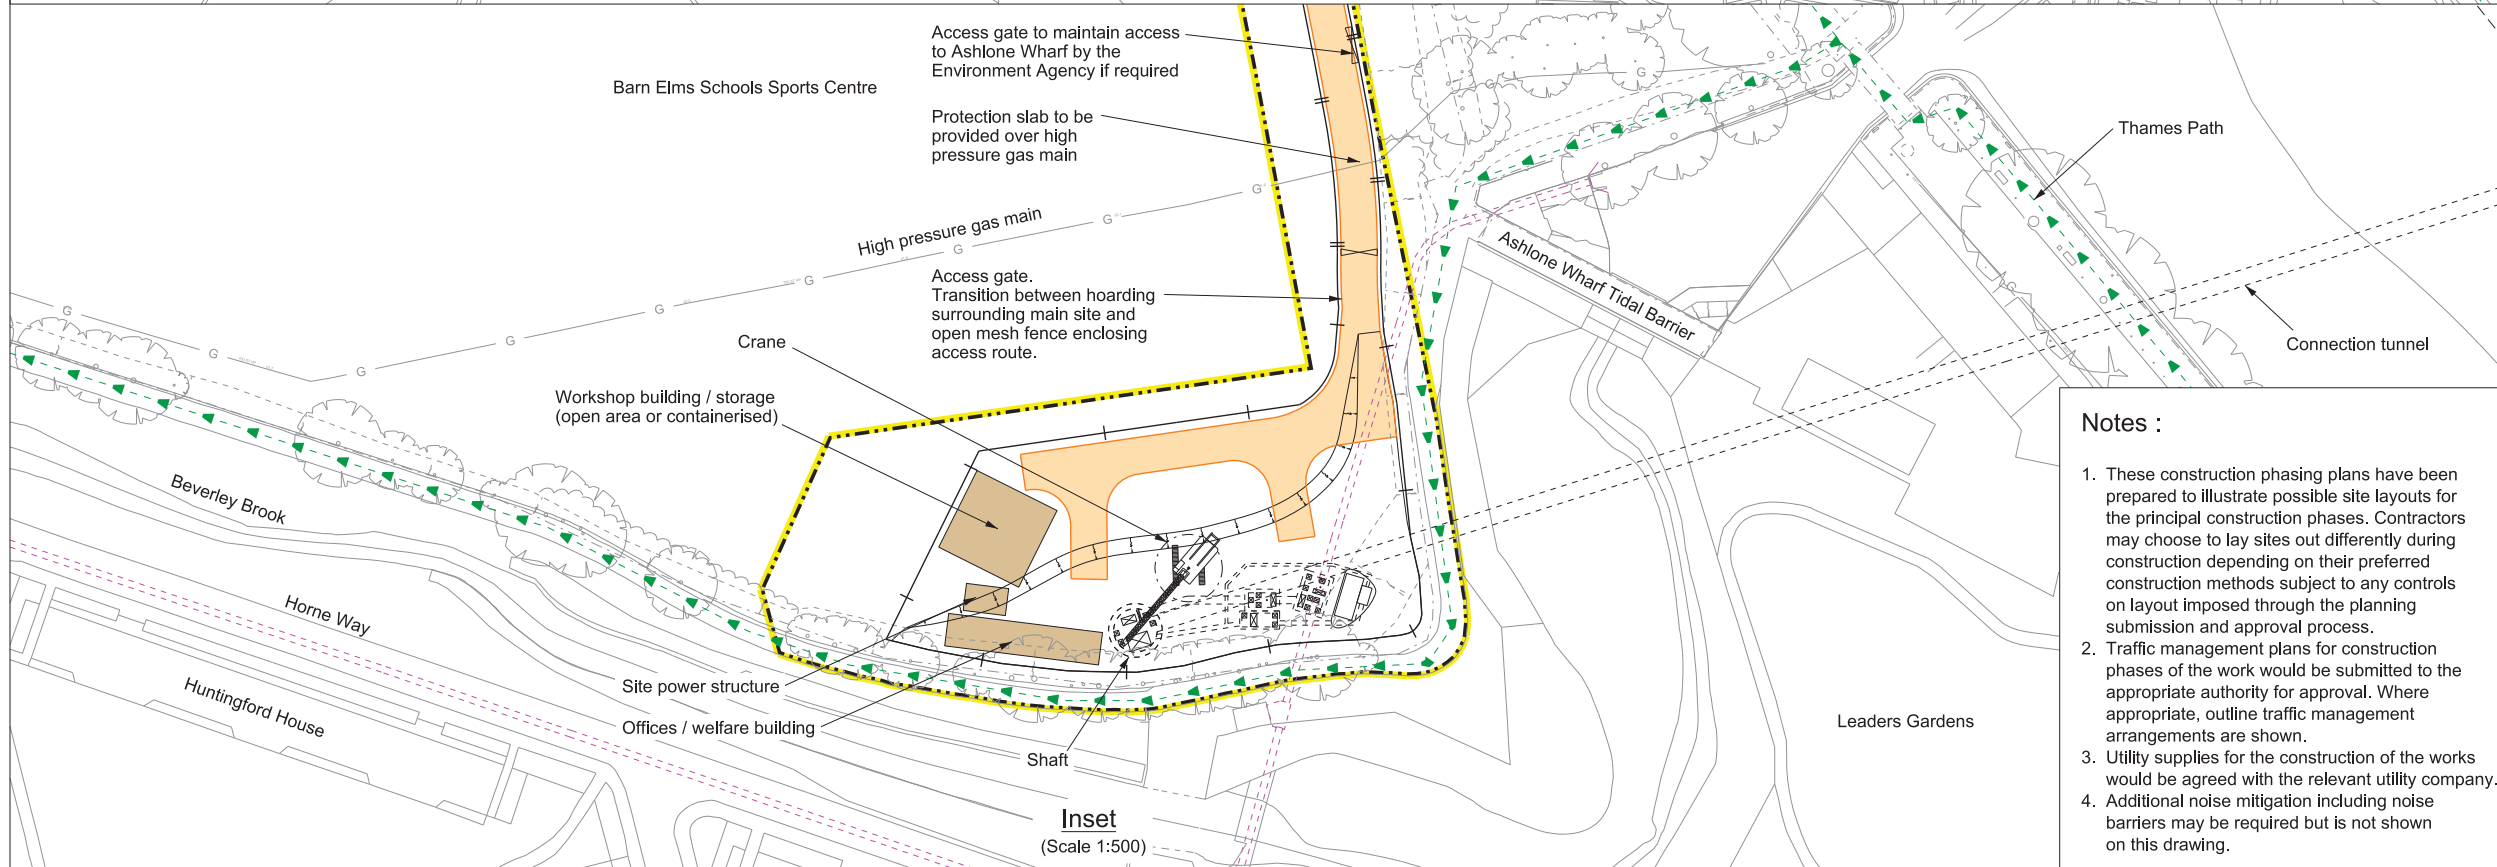 Access gate to maintain access
to Ashlone Wharf by the
Environment Agency if required
Barn Elms Schools Sports Centre
Protection slab to be
provided over high
pressure gas main
Thames Path
High pressure gas main
G
G
G
G
G
G
G
G
G
G
G
Ashlone Wharf Tidal Barrier
Access gate.
Transition between hoarding
surrounding main site and
open mesh fence enclosing
access route.
Crane
Connection tunnel
Workshop building / storage
(open area or containerised)
Beverley Brook
Horne Way
Huntingford House
Site power structure
Offices / welfare building
Shaft
Leaders Gardens
Inset
(Scale 1:500)
Notes :
1. These construction phasing plans have been
prepared to illustrate possible site layouts for
the principal construction phases. Contractors
may choose to lay sites out differently during
construction depending on their preferred
construction methods subject to any controls
on layout imposed through the planning
submission and approval process.
2. Traffic management plans for construction
phases of the work would be submitted to the
appropriate authority for approval. Where
appropriate, outline traffic management
arrangements are shown.
3. Utility supplies for the construction of the works
would be agreed with the relevant utility company.
4. Additional noise mitigation including noise
barriers may be required but is not shown
on this drawing.